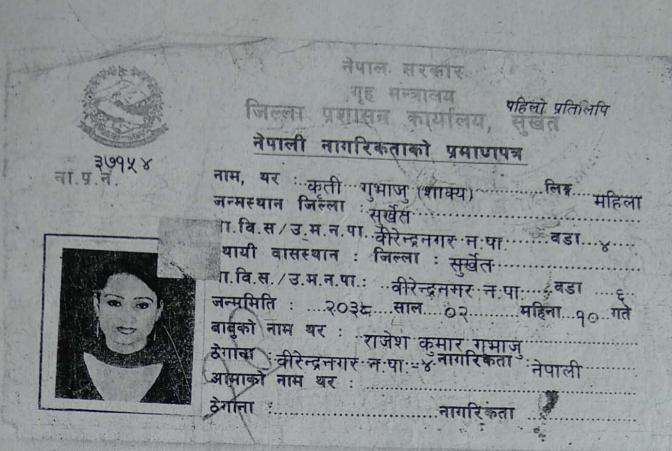 नेपाल सरकार
गृह मन्त्रालय
पहिलो प्रतिलिपि
जिल्ला प्रशासन कार्यालय, सुर्खेत
नेपाली नागरिकताको प्रमाणपत्र
३७१५४
ना.प्र.नं.
नाम, थर : कृती गुभाजु (शाक्य) लिङ्ग महिला
जन्मस्थान जिल्ला : सुर्खेत
गा.वि.स/उ.म.न.पा. वीरेन्द्रनगर न.पा. वडा ४
स्थायी वासस्थान : जिल्ला : सुर्खेत
गा.वि.स./उ.म.न.पा.: वीरेन्द्रनगर न.पा. वडा ६
जन्ममिति : २०३८ साल ०२ महिना १० गते
बाबुको नाम थर : राजेश कुमार गुभाजु
ठेगाना : वीरेन्द्रनगर न.पा.-४ नागरिकता : नेपाली
आमाको नाम थर :
ठेगाना : नागरिकता